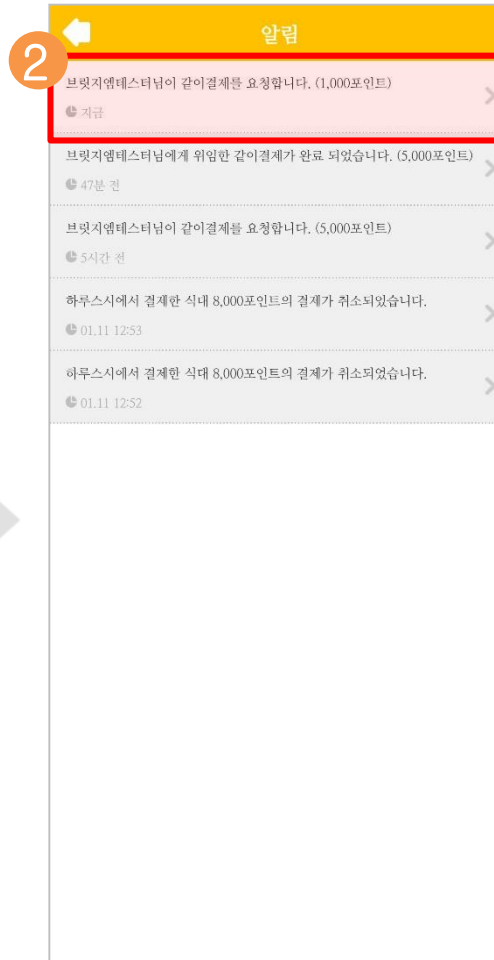 알림
2
브릿지엠테스터님이 같이결제를 요청합니다. (1,000포인트)
지금
브릿지엠테스터님에게 위임한 같이결제가 완료 되었습니다. (5,000포인트)
47분 전
브릿지엠테스터님이 같이결제를 요청합니다. (5,000포인트)
5시간 전
하루스시에서 결제한 식대 8,000포인트의 결제가 취소되었습니다.
01.11 12:53
하루스시에서 결제한 식대 8,000포인트의 결제가 취소되었습니다.
01.11 12:52